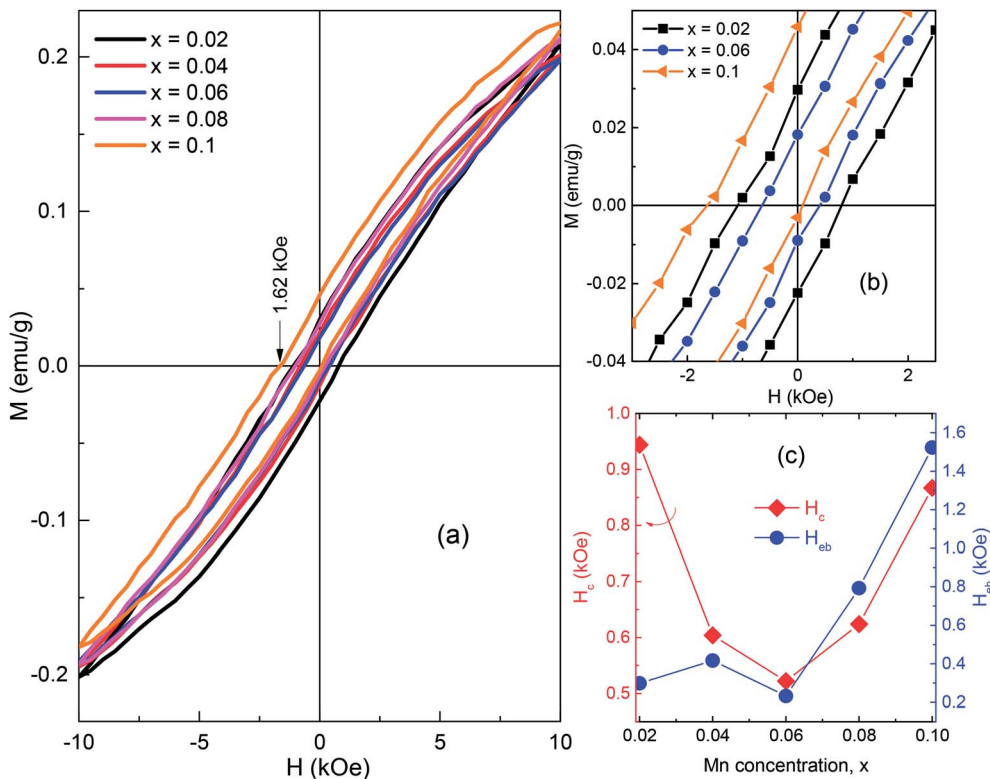 x = 0.02
x = 0.04
x = 0.06
x = 0.08
x = 0.1
1.62 kOe
(a)
M (emu/g)
0.2
0.1
0.0
-0.1
-0.2
-10 -5 0 5 10
H (kOe)
x = 0.02
x = 0.06
x = 0.1
(b)
M (emu/g)
0.04
0.02
0.00
-0.02
-0.04
-2 0 2
H (kOe)
(c)
H_c
H_eb
H_c (kOe)
1.0
0.9
0.8
0.7
0.6
0.5
H_eb (kOe)
1.6
1.4
1.2
1.0
0.8
0.6
0.4
0.2
0.02 0.04 0.06 0.08 0.10
Mn concentration, x